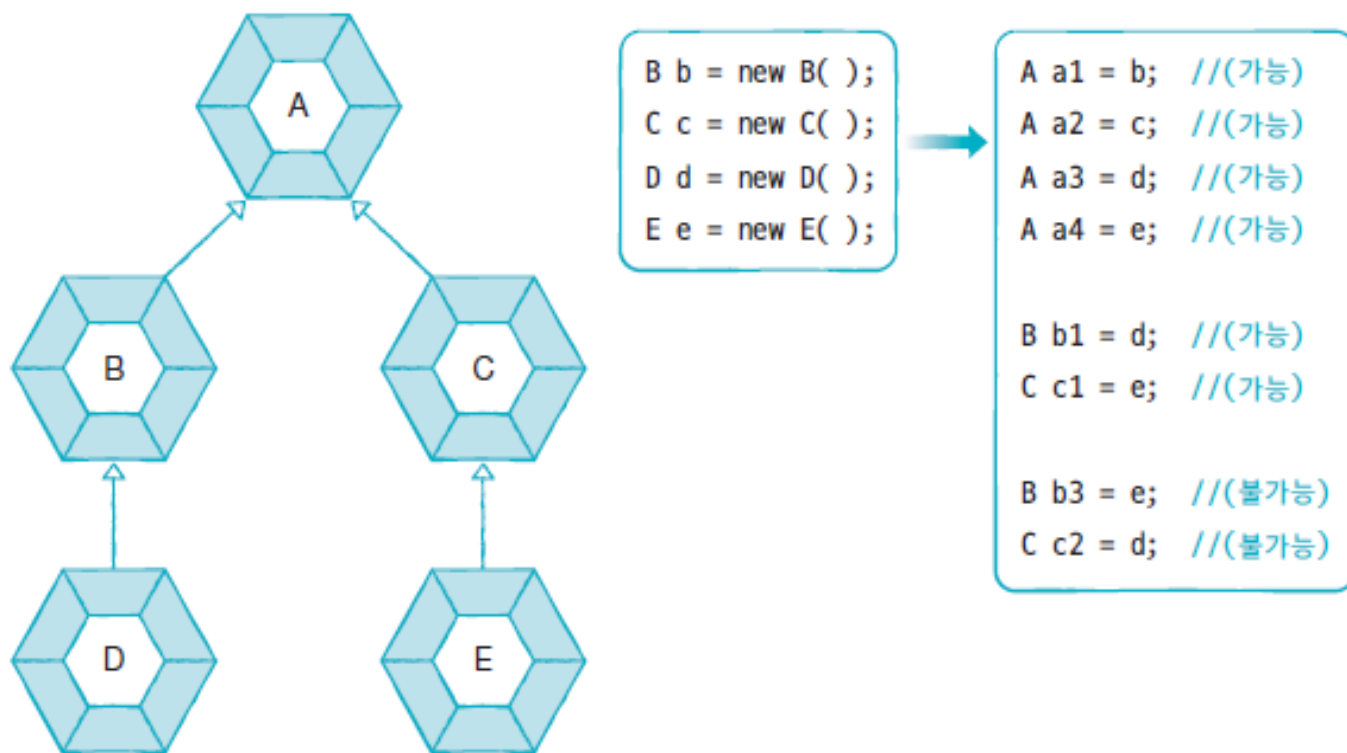 A
B
C
D
E
B b = new B( );
C c = new C( );
D d = new D( );
E e = new E( );
A a1 = b; //(가능)
A a2 = c; //(가능)
A a3 = d; //(가능)
A a4 = e; //(가능)
B b1 = d; //(가능)
C c1 = e; //(가능)
B b3 = e; //(불가능)
C c2 = d; //(불가능)